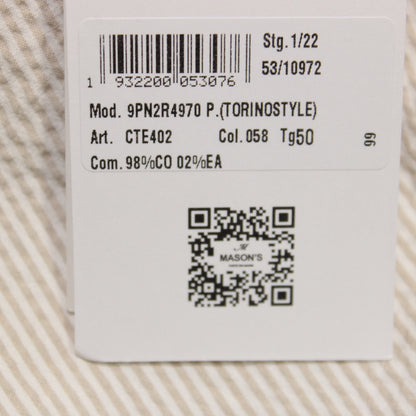 Stg.1/22
1 932200 053076
53/10972
Mod. 9PN2R4970 P.(TORINOSTYLE)
Art. CTE402 Col.058 Tg50
99
Com.98%CO 02%EA
M
MASON'S